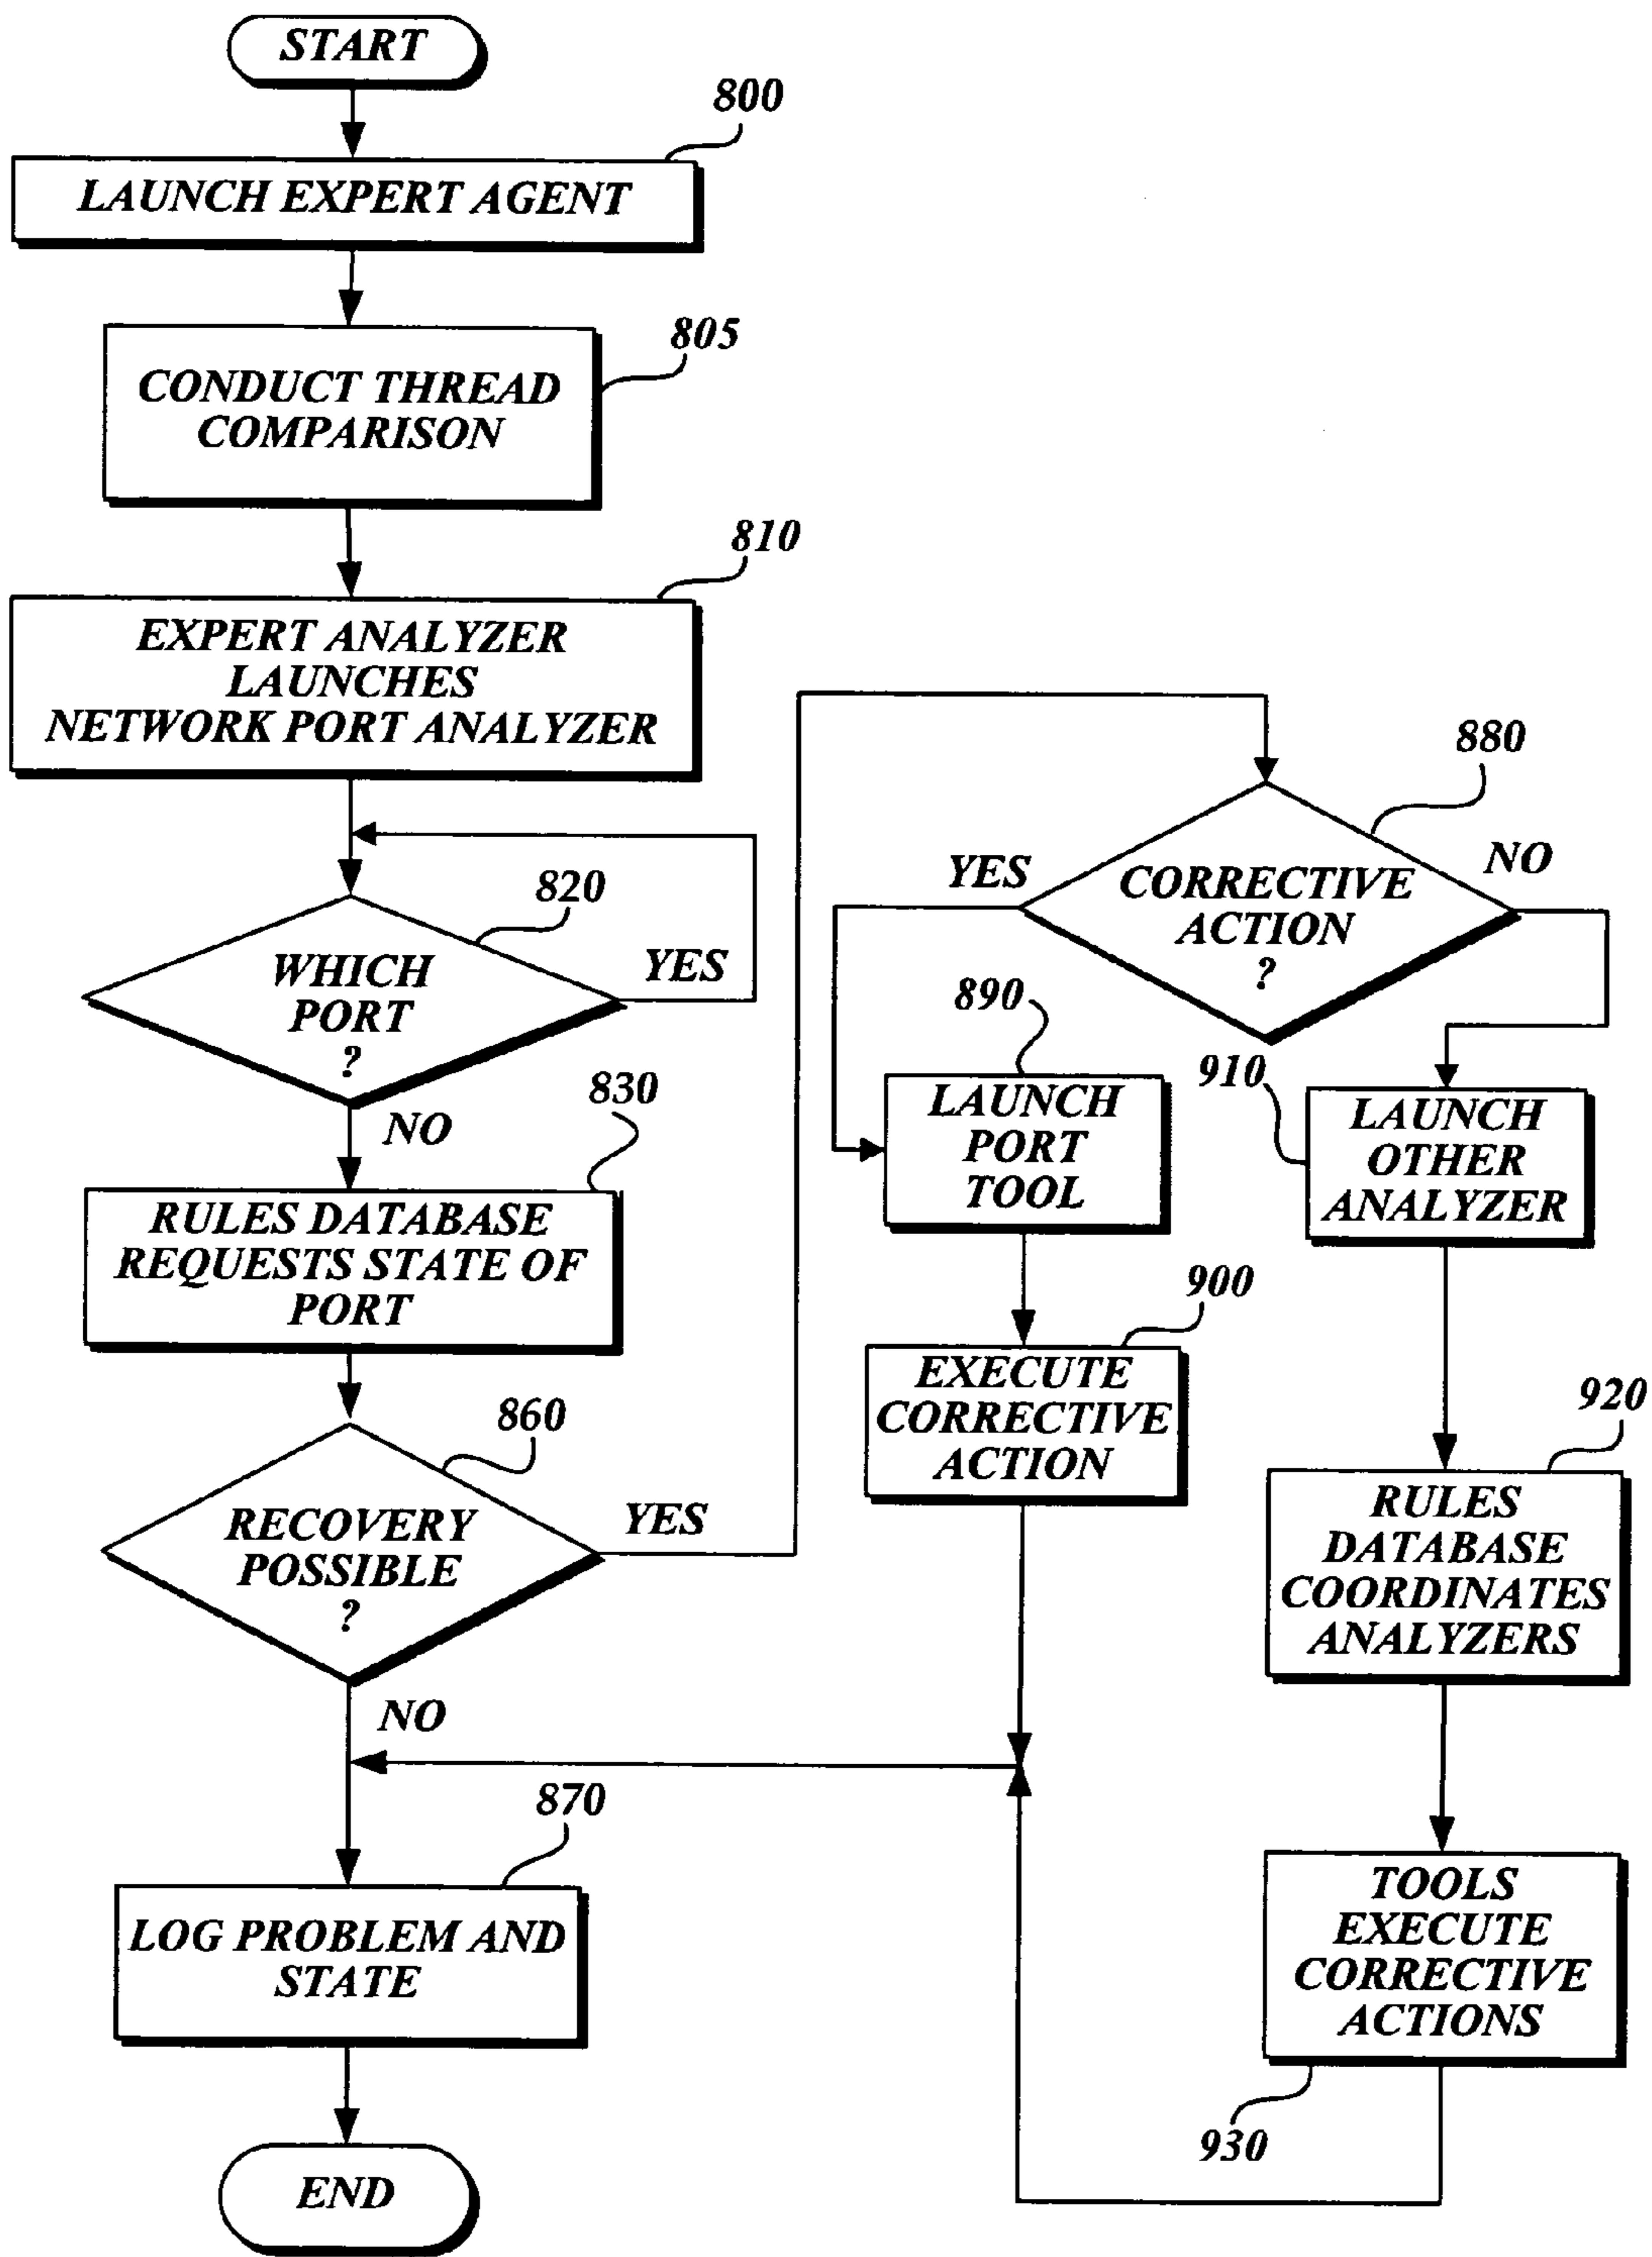 START
800
LAUNCH EXPERT AGENT
805
CONDUCT THREAD
COMPARISON
810
EXPERT ANALYZER
LAUNCHES
NETWORK PORT ANALYZER
820
WHICH
PORT
?
YES
NO
830
RULES DATABASE
REQUESTS STATE OF
PORT
860
RECOVERY
POSSIBLE
?
YES
NO
870
LOG PROBLEM AND
STATE
END
880
CORRECTIVE
ACTION
?
YES
NO
890
LAUNCH
PORT
TOOL
900
EXECUTE
CORRECTIVE
ACTION
910
LAUNCH
OTHER
ANALYZER
920
RULES
DATABASE
COORDINATES
ANALYZERS
TOOLS
EXECUTE
CORRECTIVE
ACTIONS
930